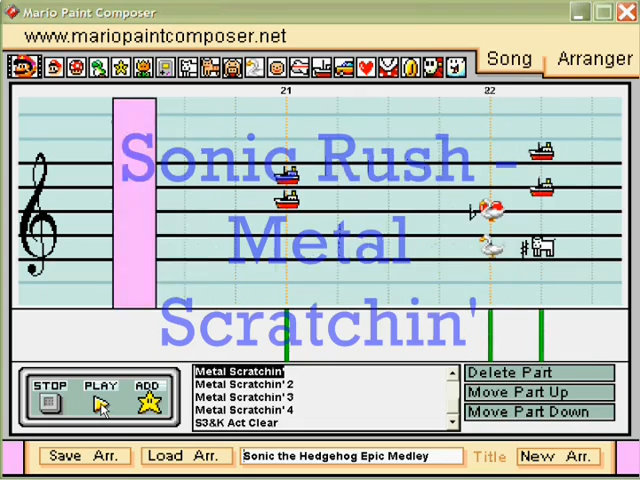 Mario Paint Composer
www.mariopaintcomposer.net
Song Arranger
21 22
Sonic Rush -
Metal
Scratchin'
STOP PLAY ADD
Metal Scratchin'
Metal Scratchin' 2
Metal Scratchin' 3
Metal Scratchin' 4
S3&K Act Clear
Delete Part
Move Part Up
Move Part Down
Save Arr. Load Arr. Sonic the Hedgehog Epic Medley Title New Arr.